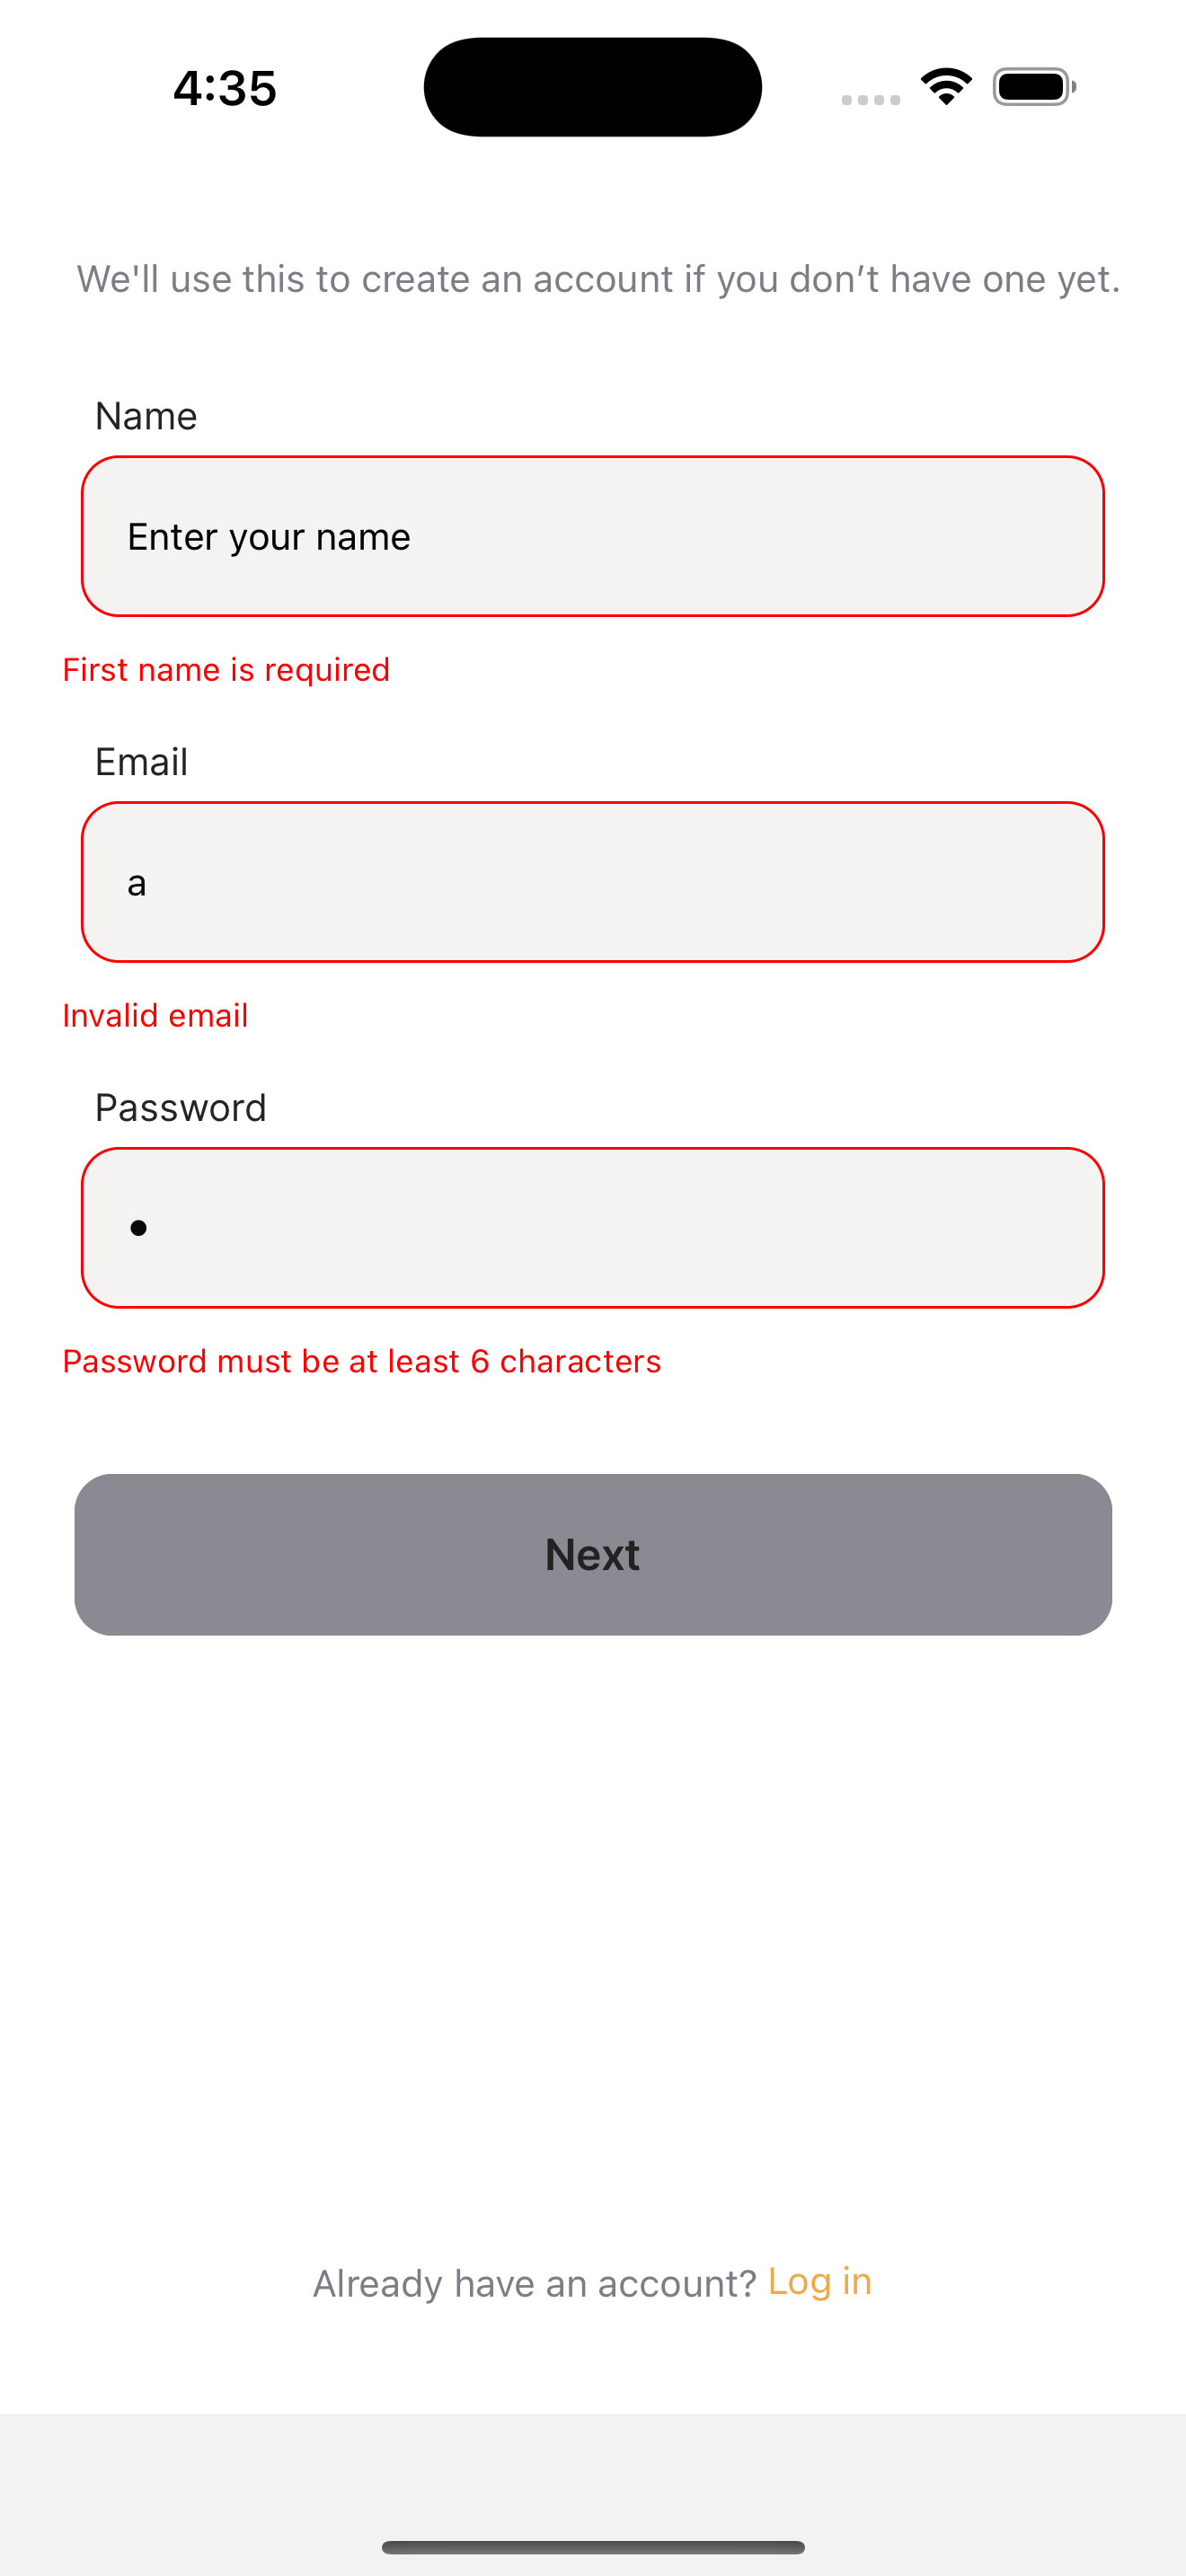 4:35
We'll use this to create an account if you don’t have one yet.
Name
Enter your name
First name is required
Email
a
Invalid email
Password
•
Password must be at least 6 characters
Next
Already have an account? Log in